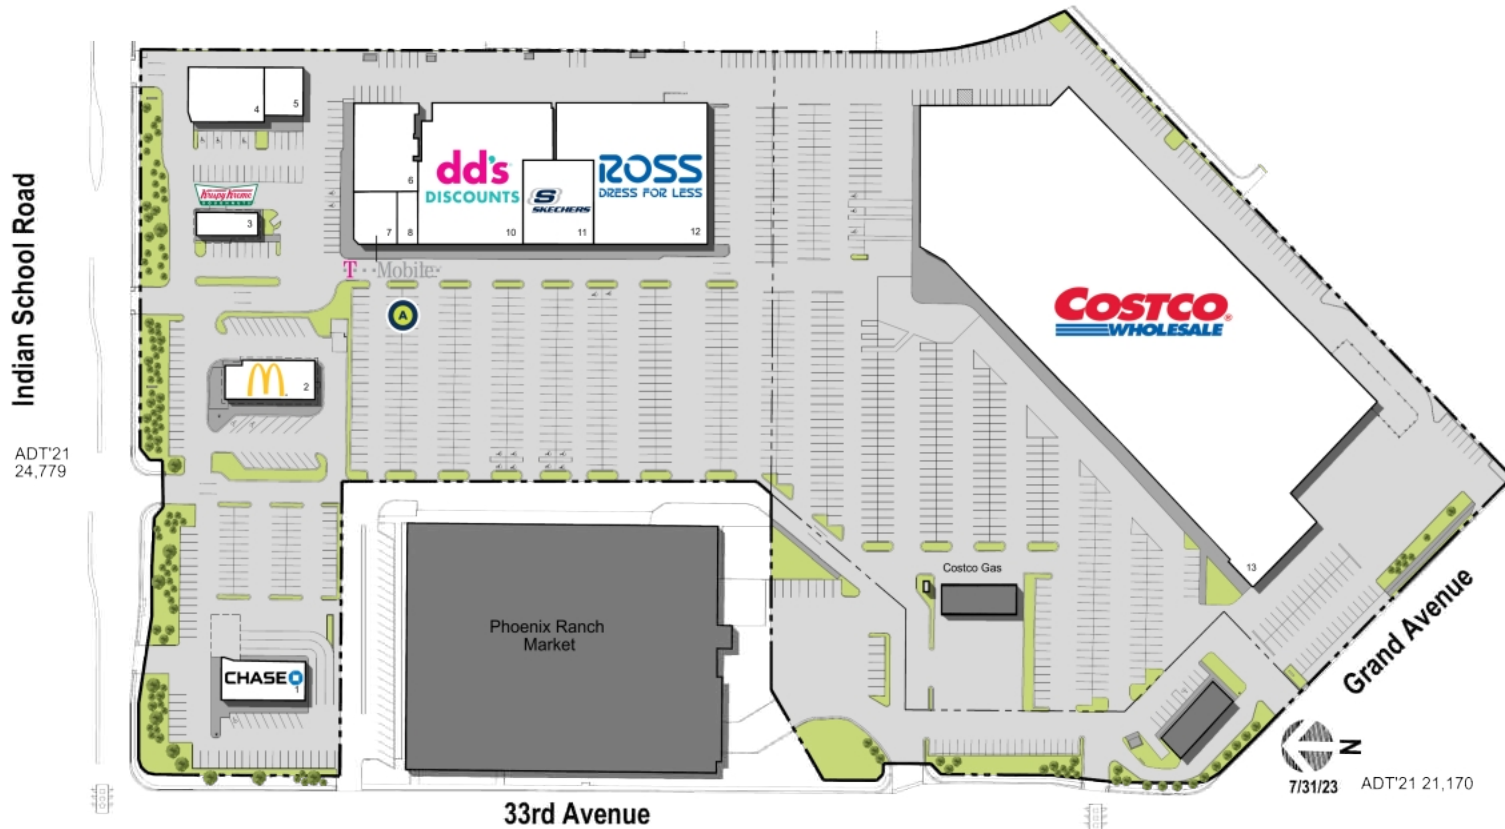 Indian School Road
ADT'21
24,779
4
5
Krispy Kreme
DOUGHNUTS
3
2
CHASE
1
6
7
8
T··Mobile·
A
dd's
DISCOUNTS
10
S
SKECHERS
11
ROSS
DRESS FOR LESS
12
COSTCO
WHOLESALE
13
Costco Gas
Phoenix Ranch
Market
33rd Avenue
Grand Avenue
N
7/31/23
ADT'21 21,170